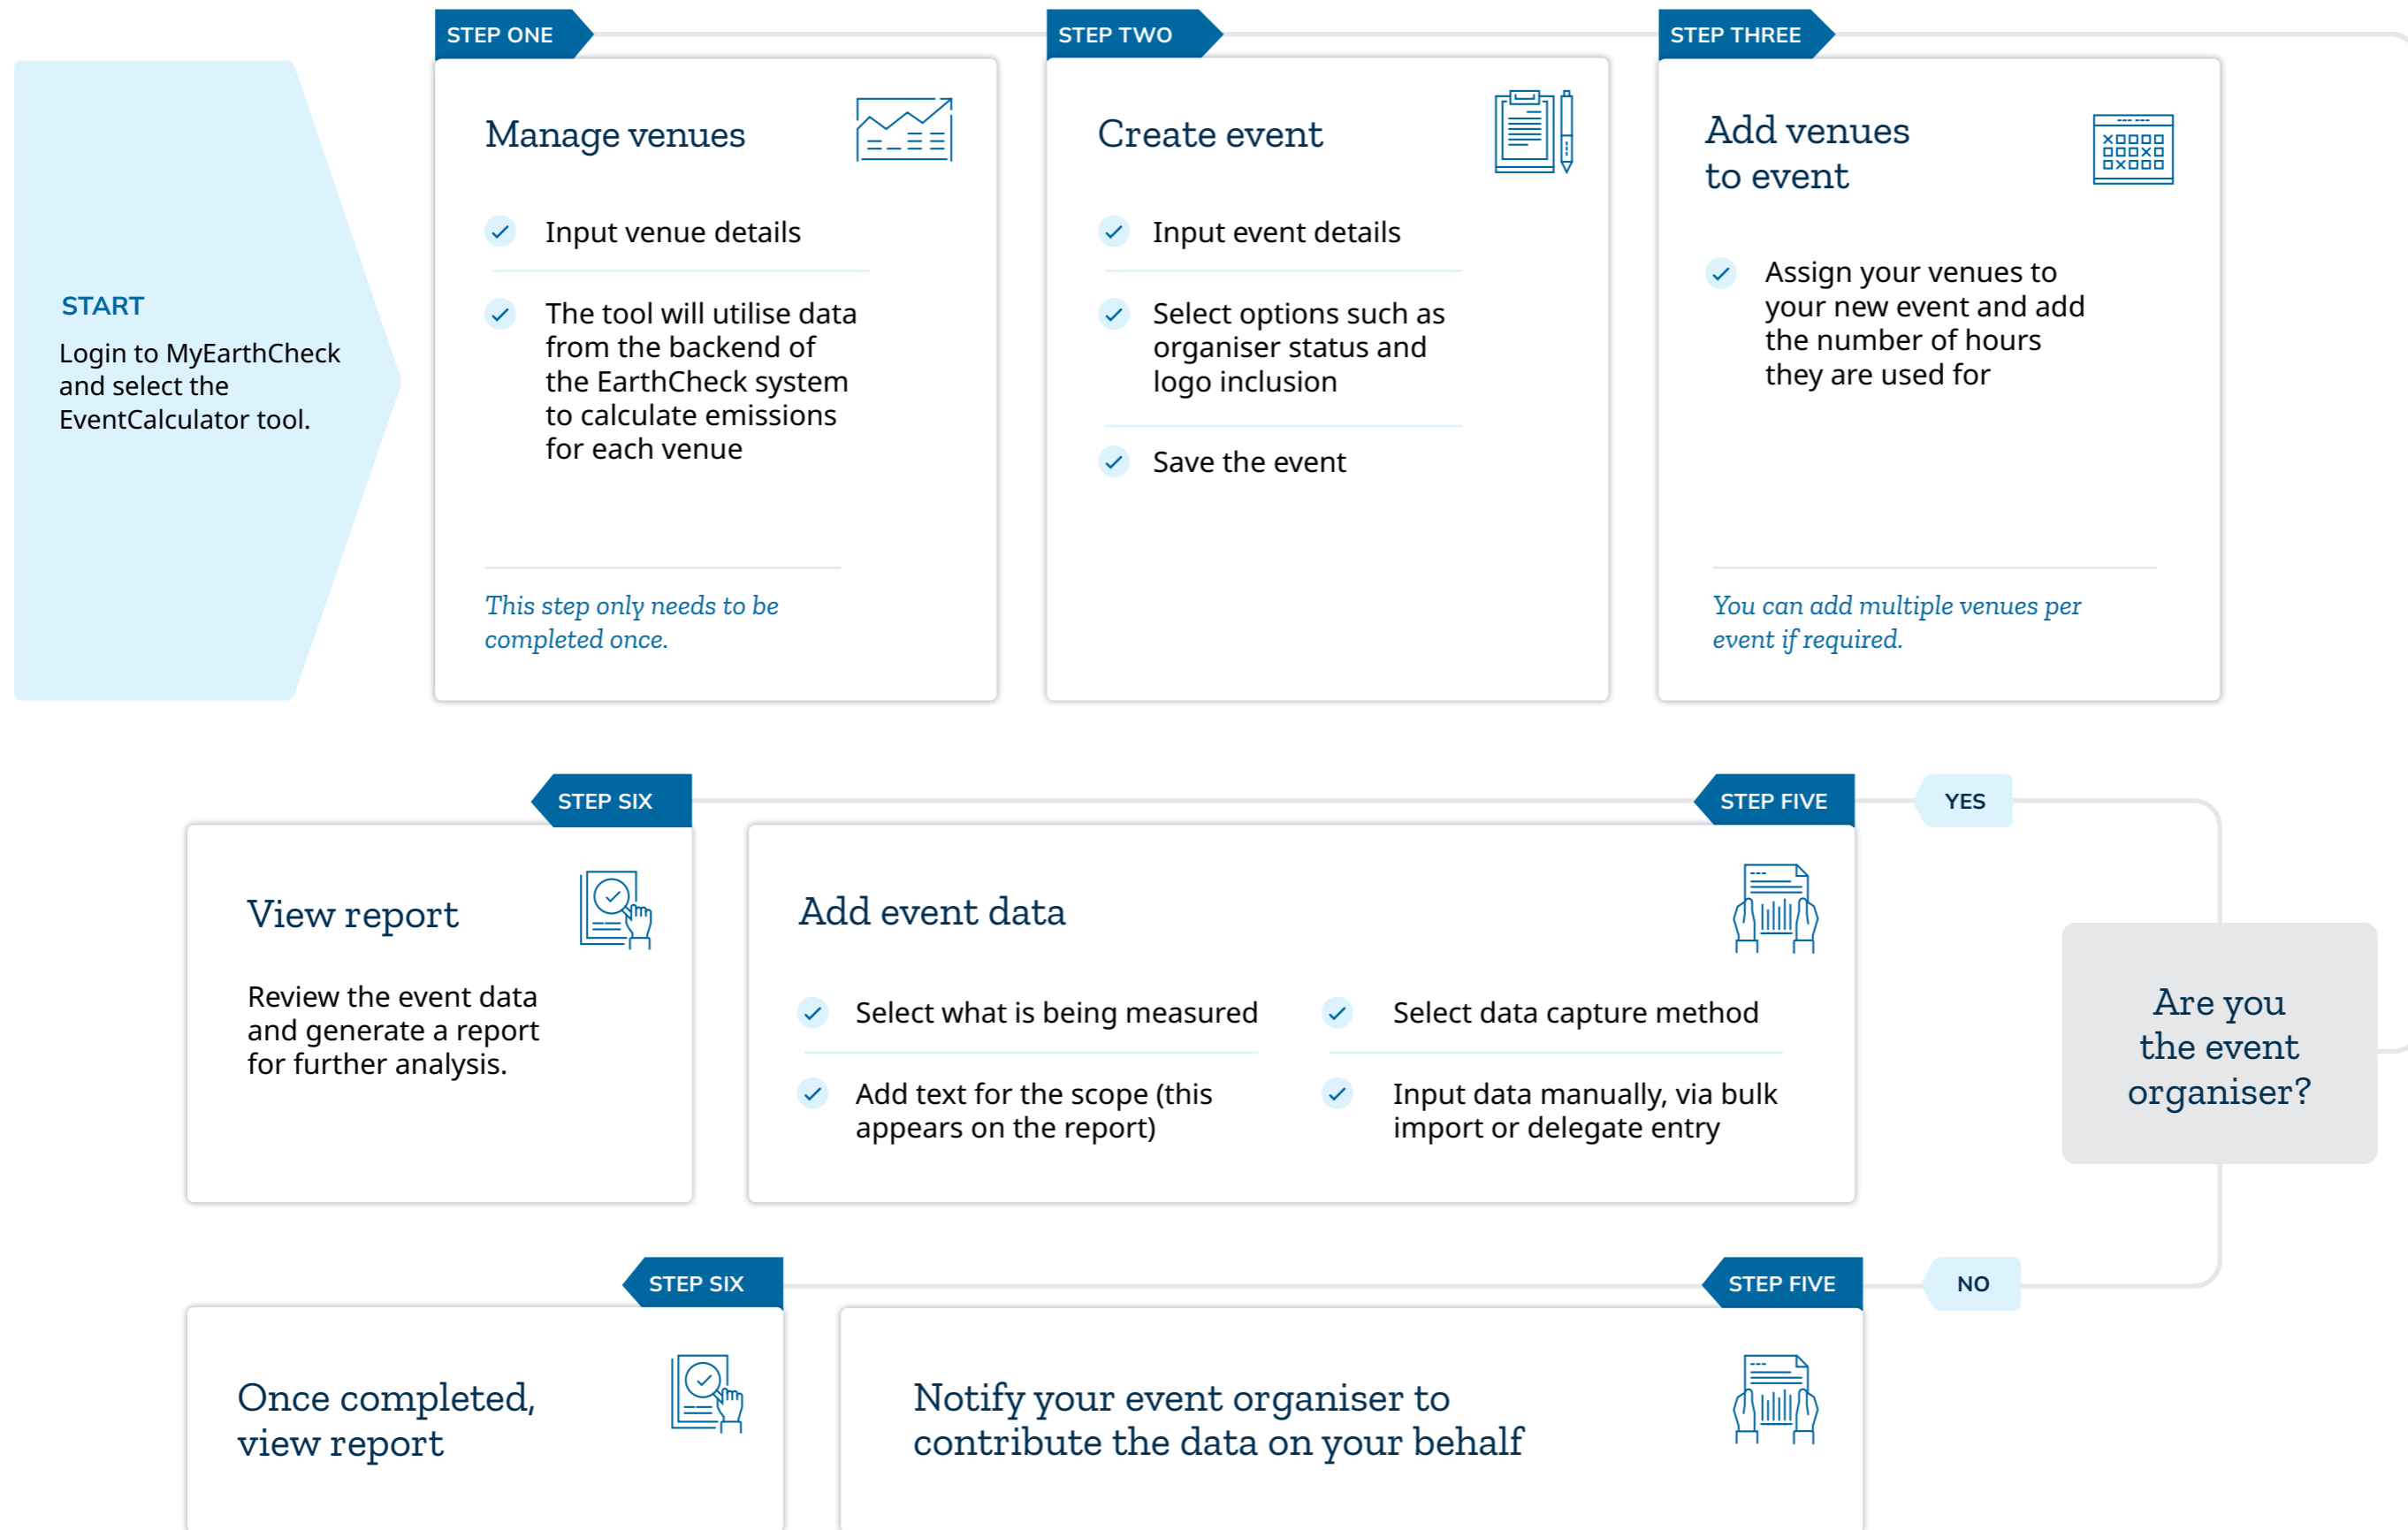 START
Login to MyEarthCheck
and select the
EventCalculator tool.
STEP ONE
Manage venues
Input venue details
The tool will utilise data
from the backend of
the EarthCheck system
to calculate emissions
for each venue
This step only needs to be
completed once.
STEP TWO
Create event
Input event details
Select options such as
organiser status and
logo inclusion
Save the event
STEP THREE
Add venues
to event
Assign your venues to
your new event and add
the number of hours
they are used for
You can add multiple venues per
event if required.
Are you
the event
organiser?
YES
STEP FIVE
Add event data
Select what is being measured
Add text for the scope (this
appears on the report)
Select data capture method
Input data manually, via bulk
import or delegate entry
STEP SIX
View report
Review the event data
and generate a report
for further analysis.
NO
STEP FIVE
Notify your event organiser to
contribute the data on your behalf
STEP SIX
Once completed,
view report